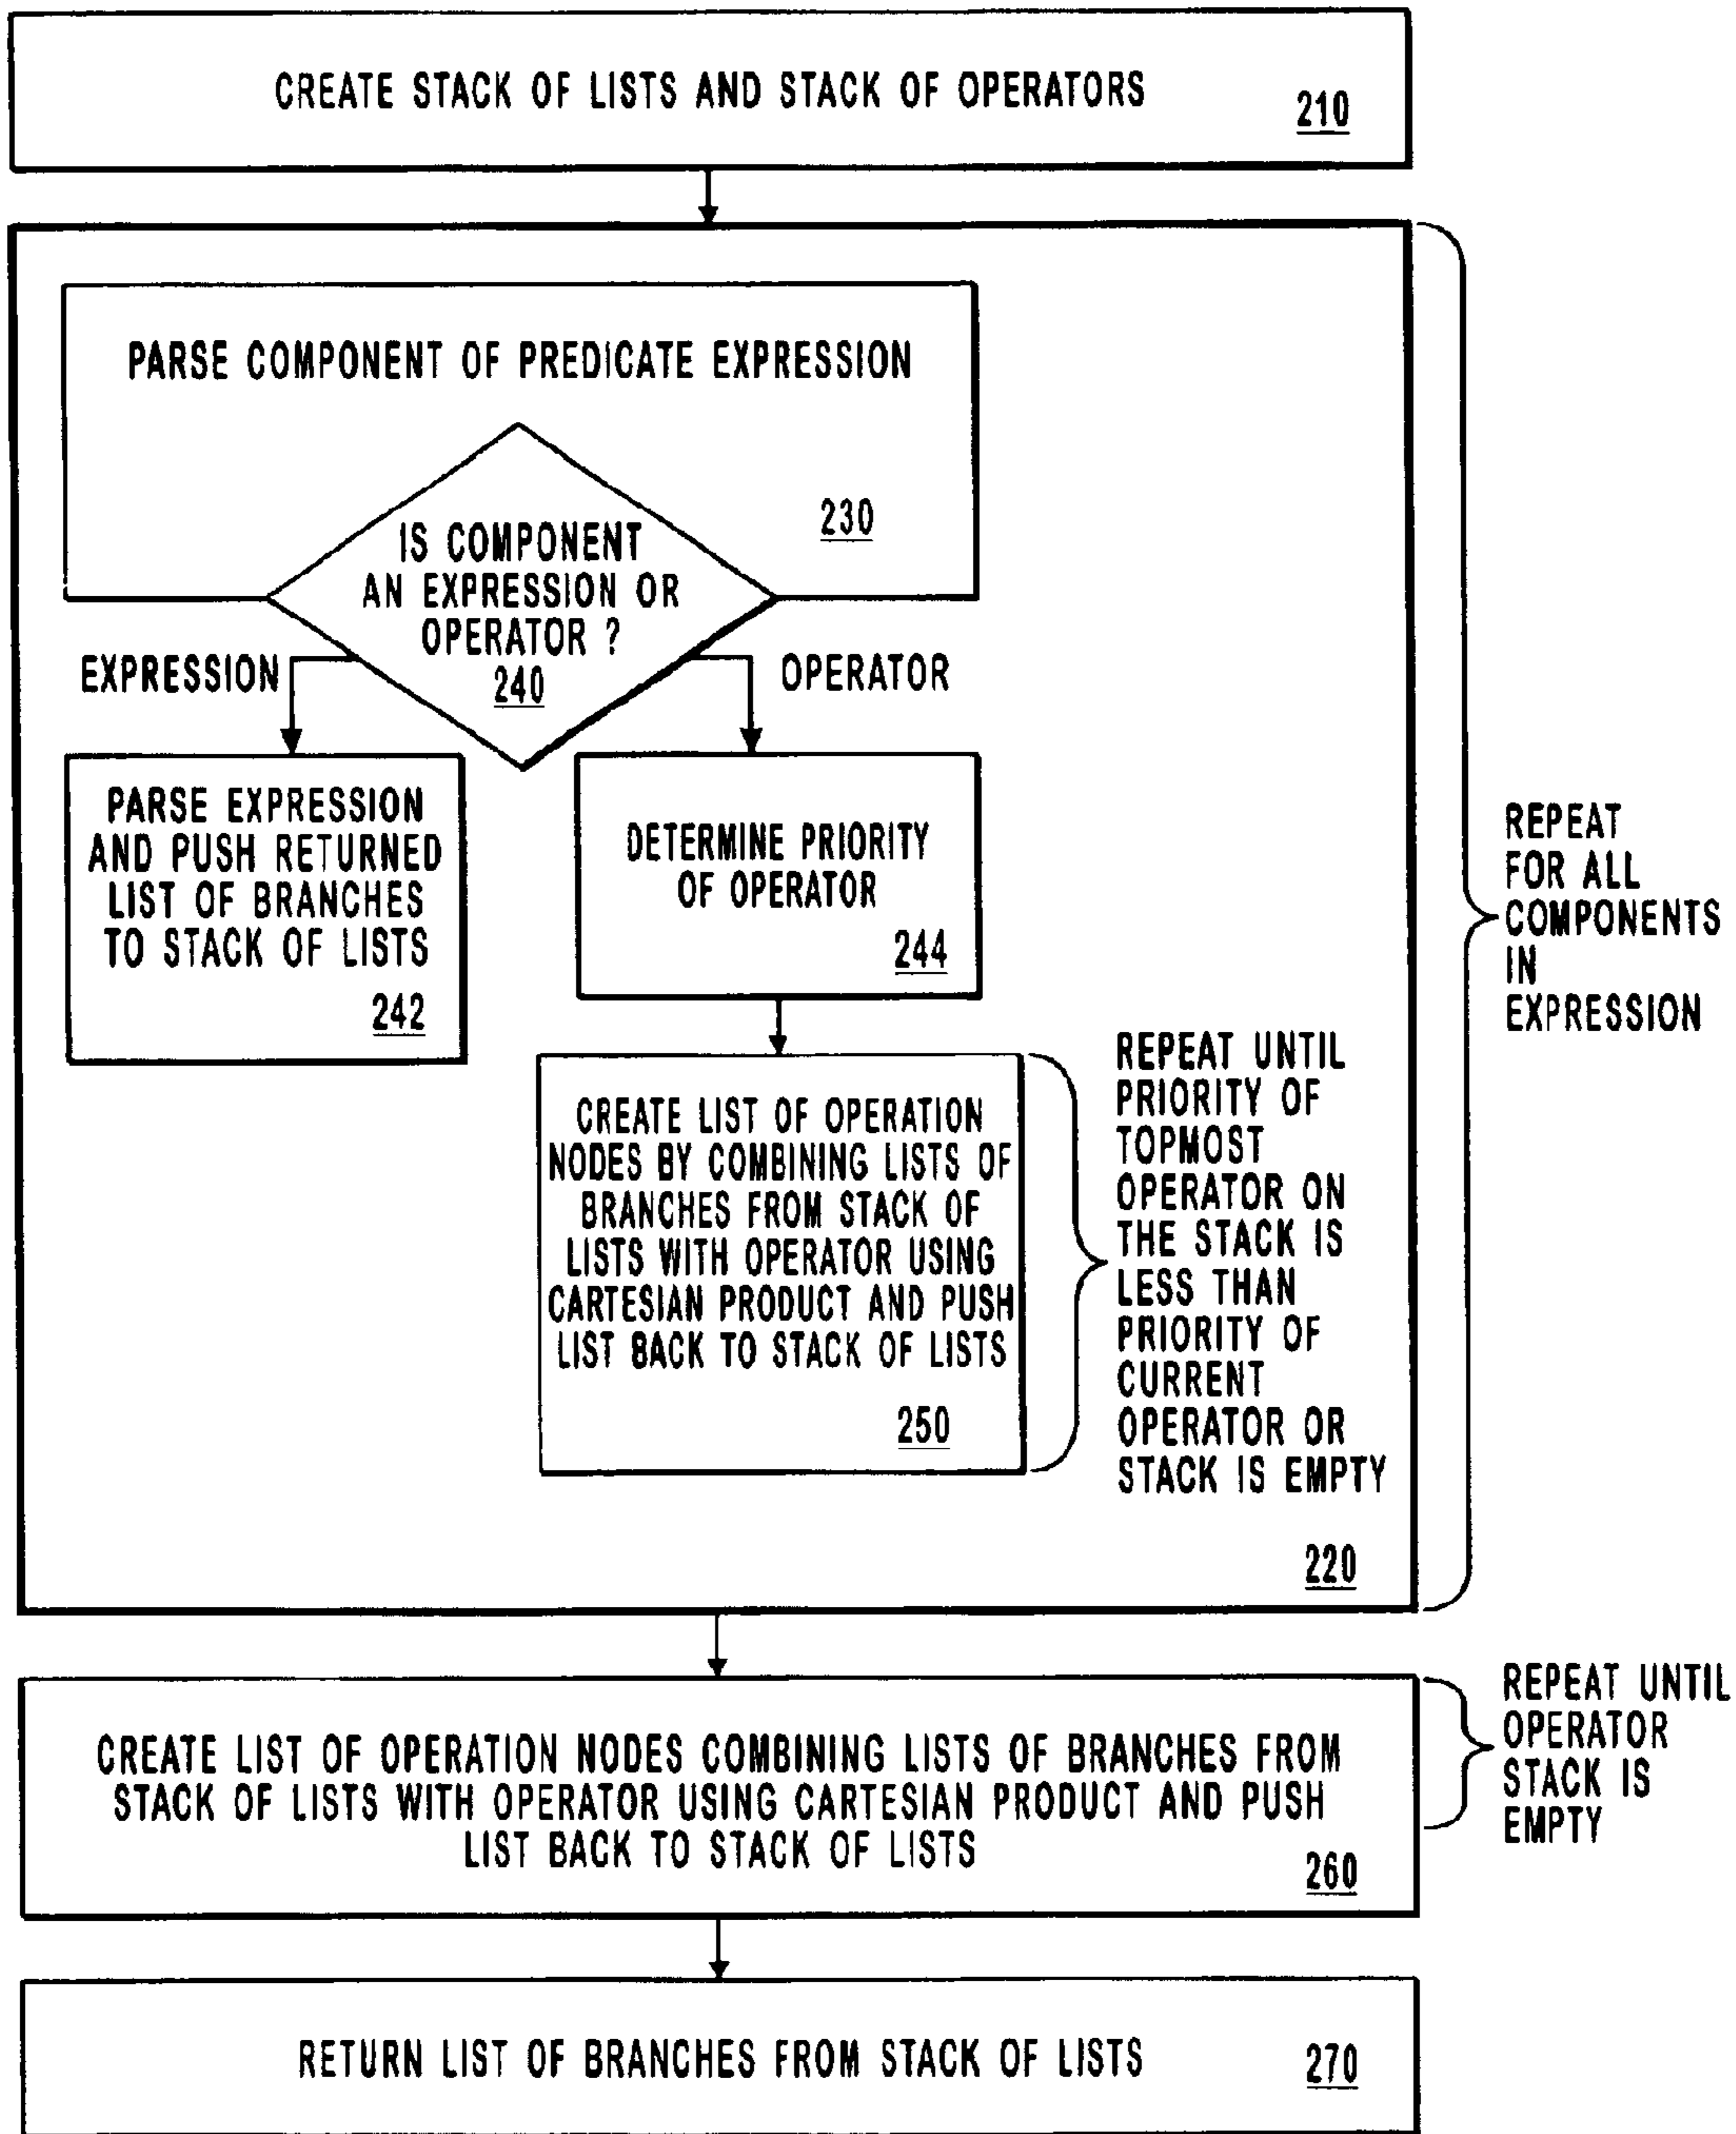 CREATE STACK OF LISTS AND STACK OF OPERATORS
210
PARSE COMPONENT OF PREDICATE EXPRESSION
230
IS COMPONENT
AN EXPRESSION OR
OPERATOR ?
240
EXPRESSION
OPERATOR
PARSE EXPRESSION
AND PUSH RETURNED
LIST OF BRANCHES
TO STACK OF LISTS
242
DETERMINE PRIORITY
OF OPERATOR
244
CREATE LIST OF OPERATION
NODES BY COMBINING LISTS OF
BRANCHES FROM STACK OF
LISTS WITH OPERATOR USING
CARTESIAN PRODUCT AND PUSH
LIST BACK TO STACK OF LISTS
250
REPEAT UNTIL
PRIORITY OF
TOPMOST
OPERATOR ON
THE STACK IS
LESS THAN
PRIORITY OF
CURRENT
OPERATOR OR
STACK IS EMPTY
220
REPEAT
FOR ALL
COMPONENTS
IN
EXPRESSION
CREATE LIST OF OPERATION NODES COMBINING LISTS OF BRANCHES FROM
STACK OF LISTS WITH OPERATOR USING CARTESIAN PRODUCT AND PUSH
LIST BACK TO STACK OF LISTS
260
REPEAT UNTIL
OPERATOR
STACK IS
EMPTY
RETURN LIST OF BRANCHES FROM STACK OF LISTS
270